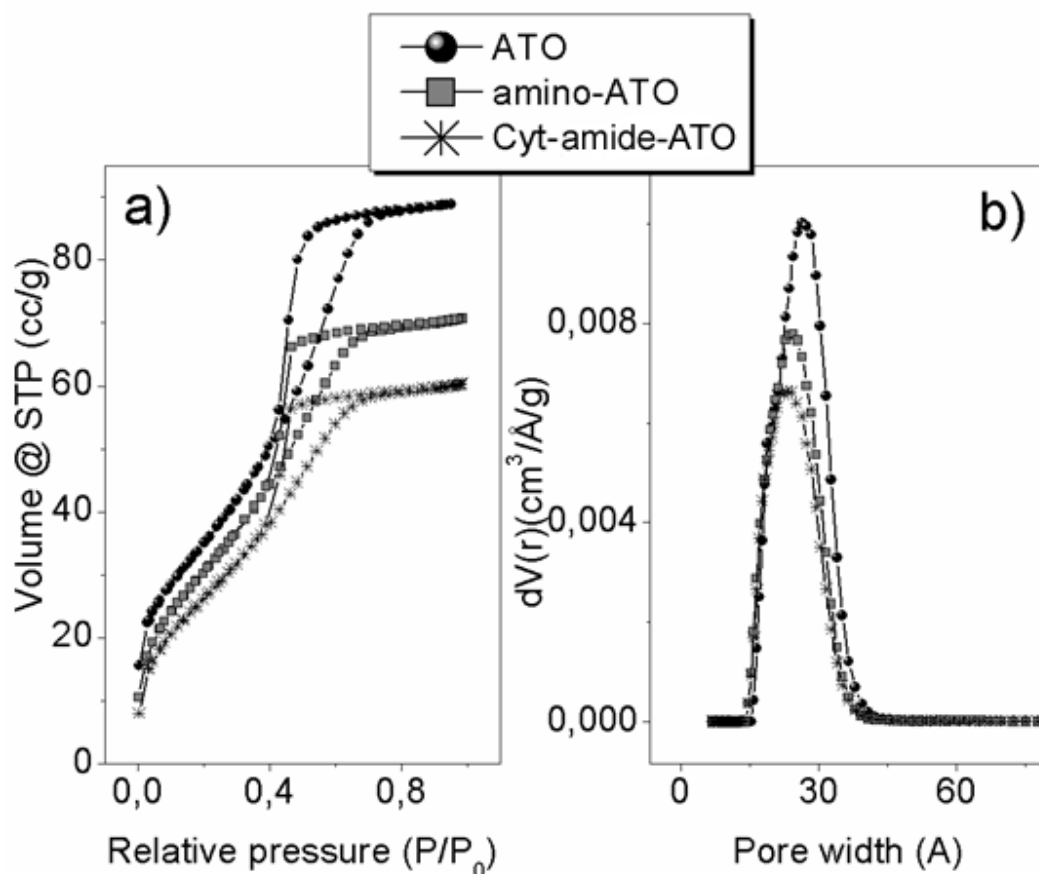 ATO
amino-ATO
Cyt-amide-ATO
a)
Volume @ STP (cc/g)
80
60
40
20
0
0,0
0,4
0,8
Relative pressure (P/P₀)
b)
dV(r)(cm³/Å/g)
0,008
0,004
0,000
0
30
60
Pore width (A)